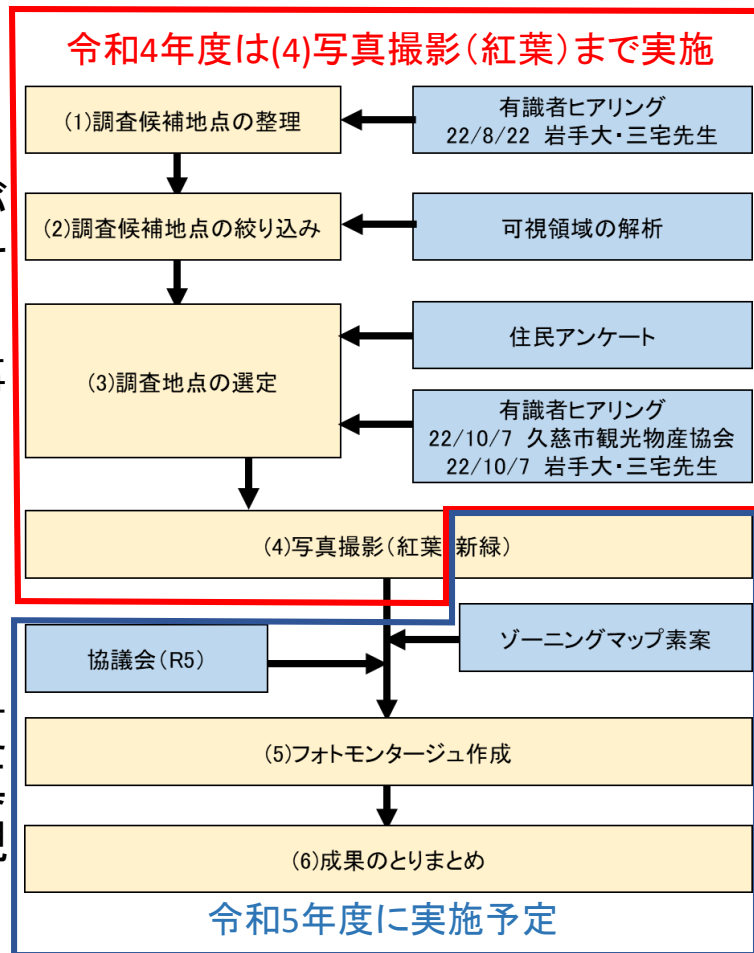 令和4年度は(4)写真撮影(紅葉)まで実施
(1)調査候補地点の整理
有識者ヒアリング
22/8/22 岩手大・三宅先生
(2)調査候補地点の絞り込み
可視領域の解析
(3)調査地点の選定
住民アンケート
有識者ヒアリング
22/10/7 久慈市観光物産協会
22/10/7 岩手大・三宅先生
(4)写真撮影(紅葉 新緑)
協議会(R5)
ゾーニングマップ素案
(5)フォトモンタージュ作成
(6)成果のとりまとめ
令和5年度に実施予定